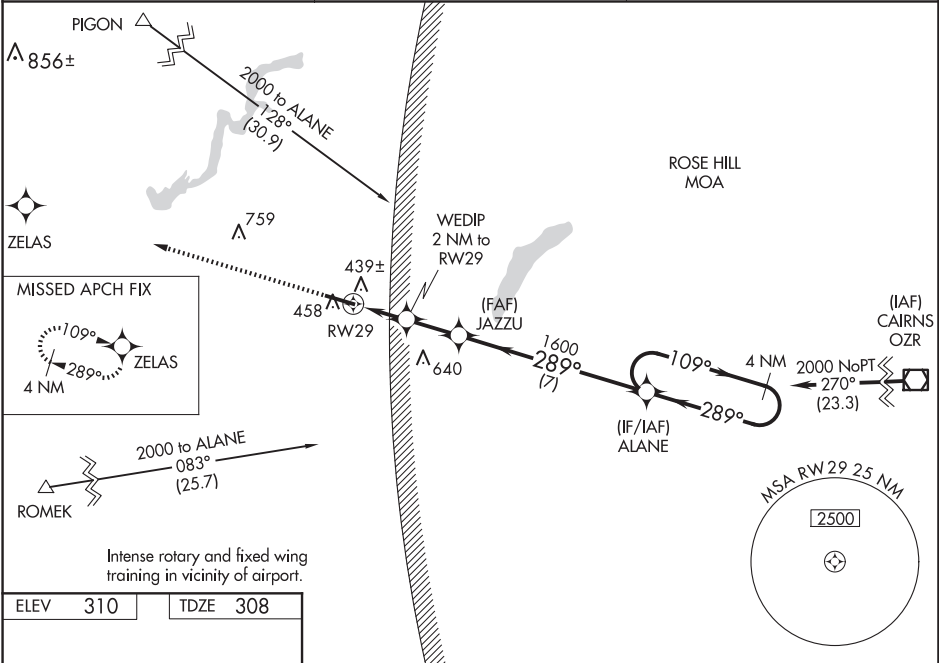 PIGON
856±
2000 to ALANE
128°
(30.9)
ROSE HILL
MOA
ZELAS
759
WEDIP
2 NM to
RW29
439±
458
RW29
(FAF)
JAZZU
640
1600
289°
(7)
109°
4 NM
289°
(IF/IAF)
ALANE
2000 NoPT
270°
(23.3)
(IAF)
CAIRNS
OZR
MISSED APCH FIX
109°
ZELAS
289°
4 NM
2000 to ALANE
083°
(25.7)
ROMEK
MSA RW 29 25 NM
2500
Intense rotary and fixed wing
training in vicinity of airport.
ELEV 310
TDZE 308